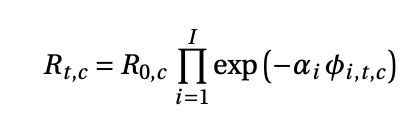 R_{t,c} = R_{0,c} \prod_{i=1}^{I} \exp(-\alpha_i \phi_{i,t,c})